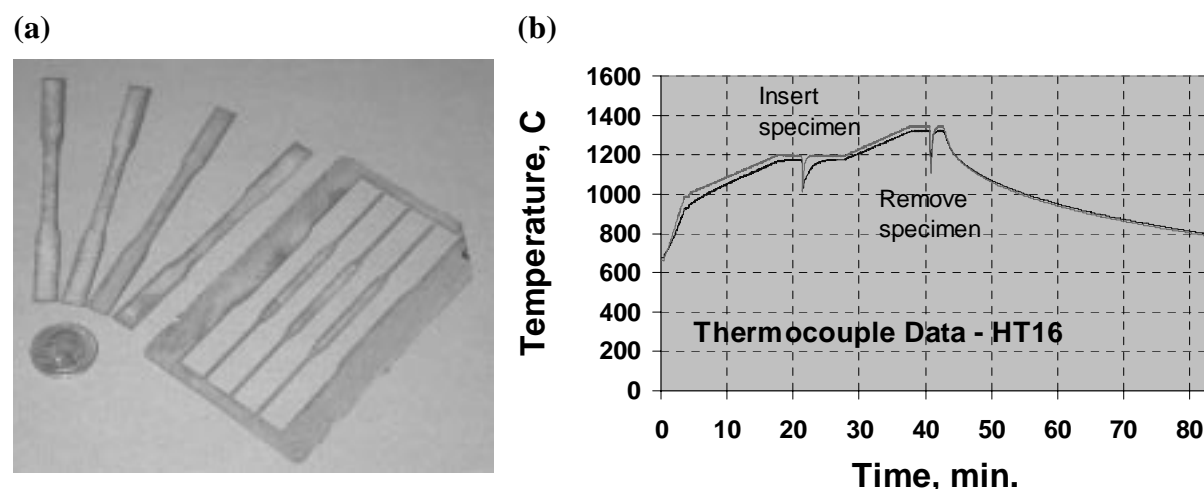 (a)
(b)
1600
1400
1200
1000
800
600
400
200
0
Temperature, C
Insert
specimen
Remove
specimen
Thermocouple Data - HT16
0 10 20 30 40 50 60 70 80
Time, min.